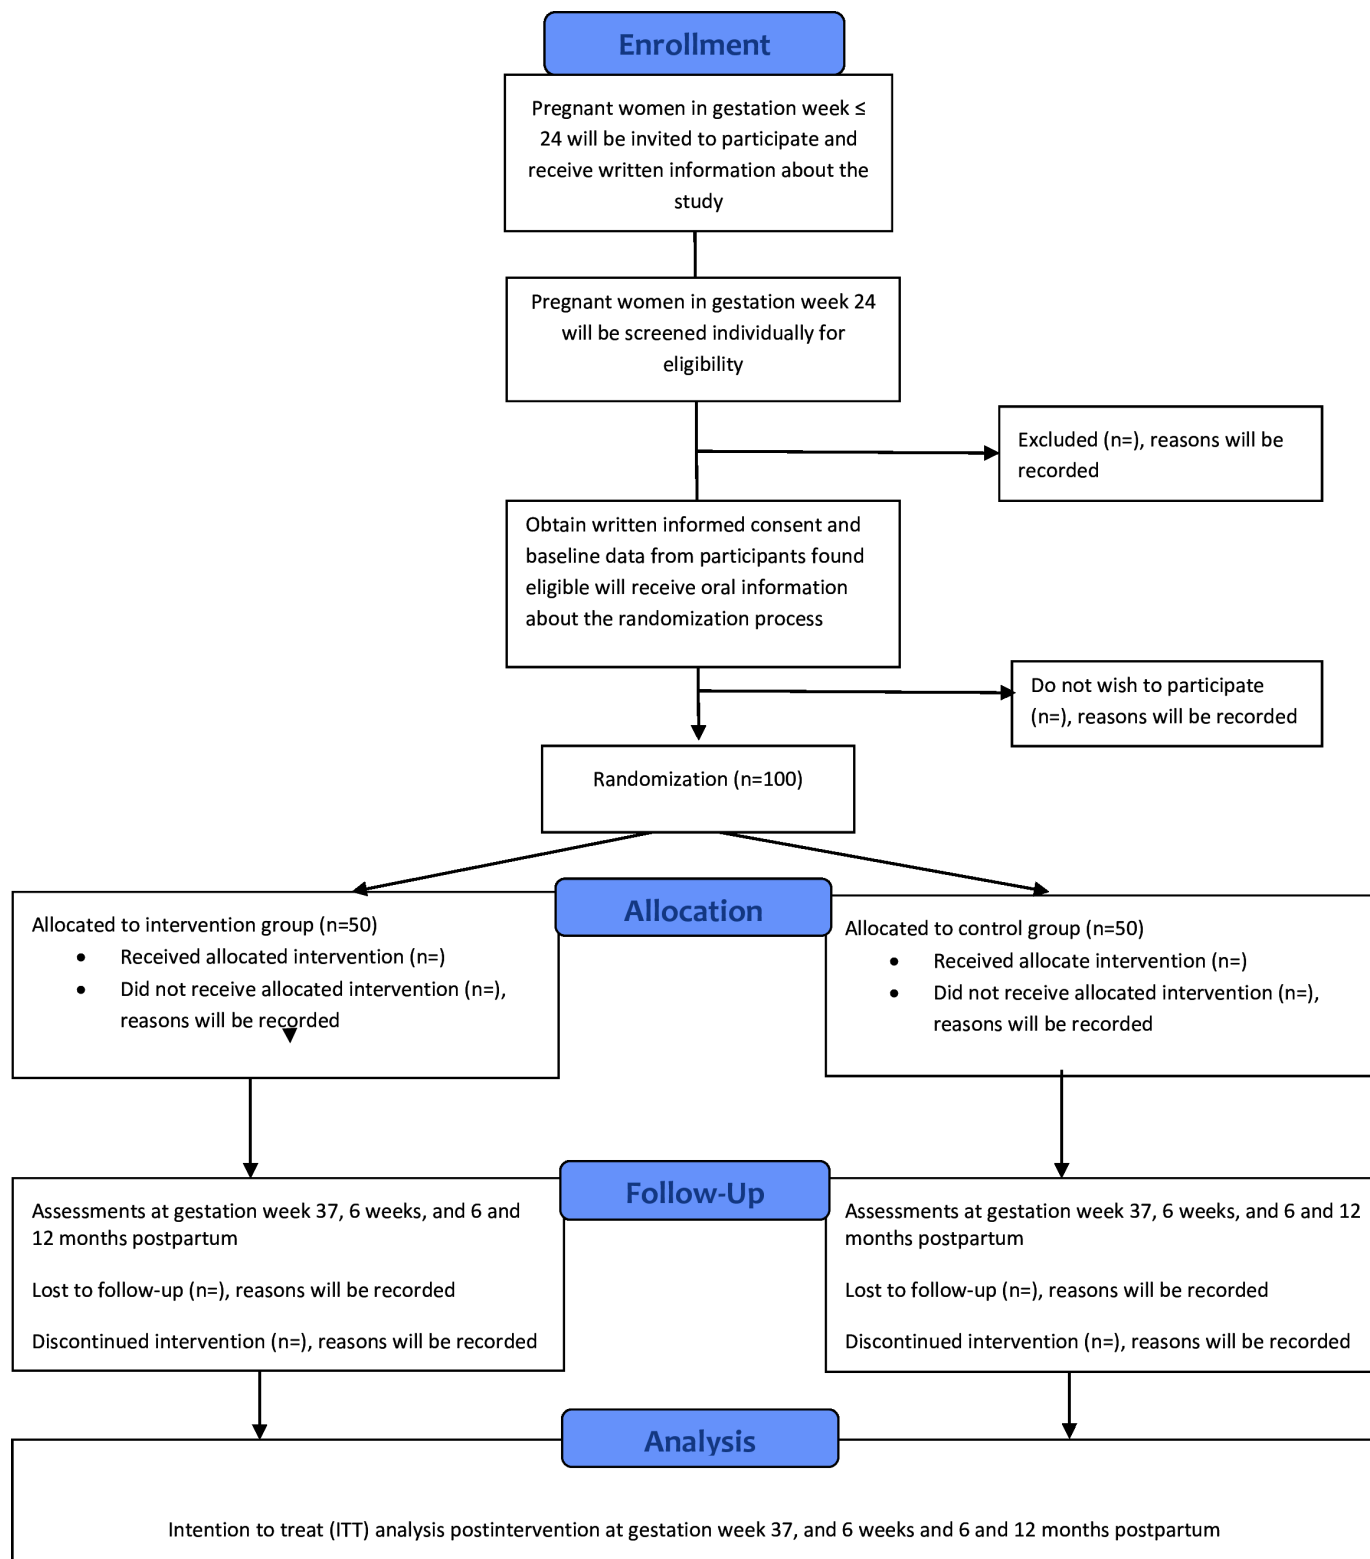 Enrollment
Pregnant women in gestation week ≤
24 will be invited to participate and
receive written information about the
study
Pregnant women in gestation week 24
will be screened individually for
eligibility
Excluded (n=), reasons will be
recorded
Obtain written informed consent and
baseline data from participants found
eligible will receive oral information
about the randomization process
Do not wish to participate
(n=), reasons will be recorded
Randomization (n=100)
Allocation
Allocated to intervention group (n=50)
• Received allocated intervention (n=)
• Did not receive allocated intervention (n=),
reasons will be recorded
Allocated to control group (n=50)
• Received allocate intervention (n=)
• Did not receive allocated intervention (n=),
reasons will be recorded
Follow-Up
Assessments at gestation week 37, 6 weeks, and 6 and
12 months postpartum
Lost to follow-up (n=), reasons will be recorded
Discontinued intervention (n=), reasons will be recorded
Assessments at gestation week 37, 6 weeks, and 6 and 12
months postpartum
Lost to follow-up (n=), reasons will be recorded
Discontinued intervention (n=), reasons will be recorded
Analysis
Intention to treat (ITT) analysis postintervention at gestation week 37, and 6 weeks and 6 and 12 months postpartum